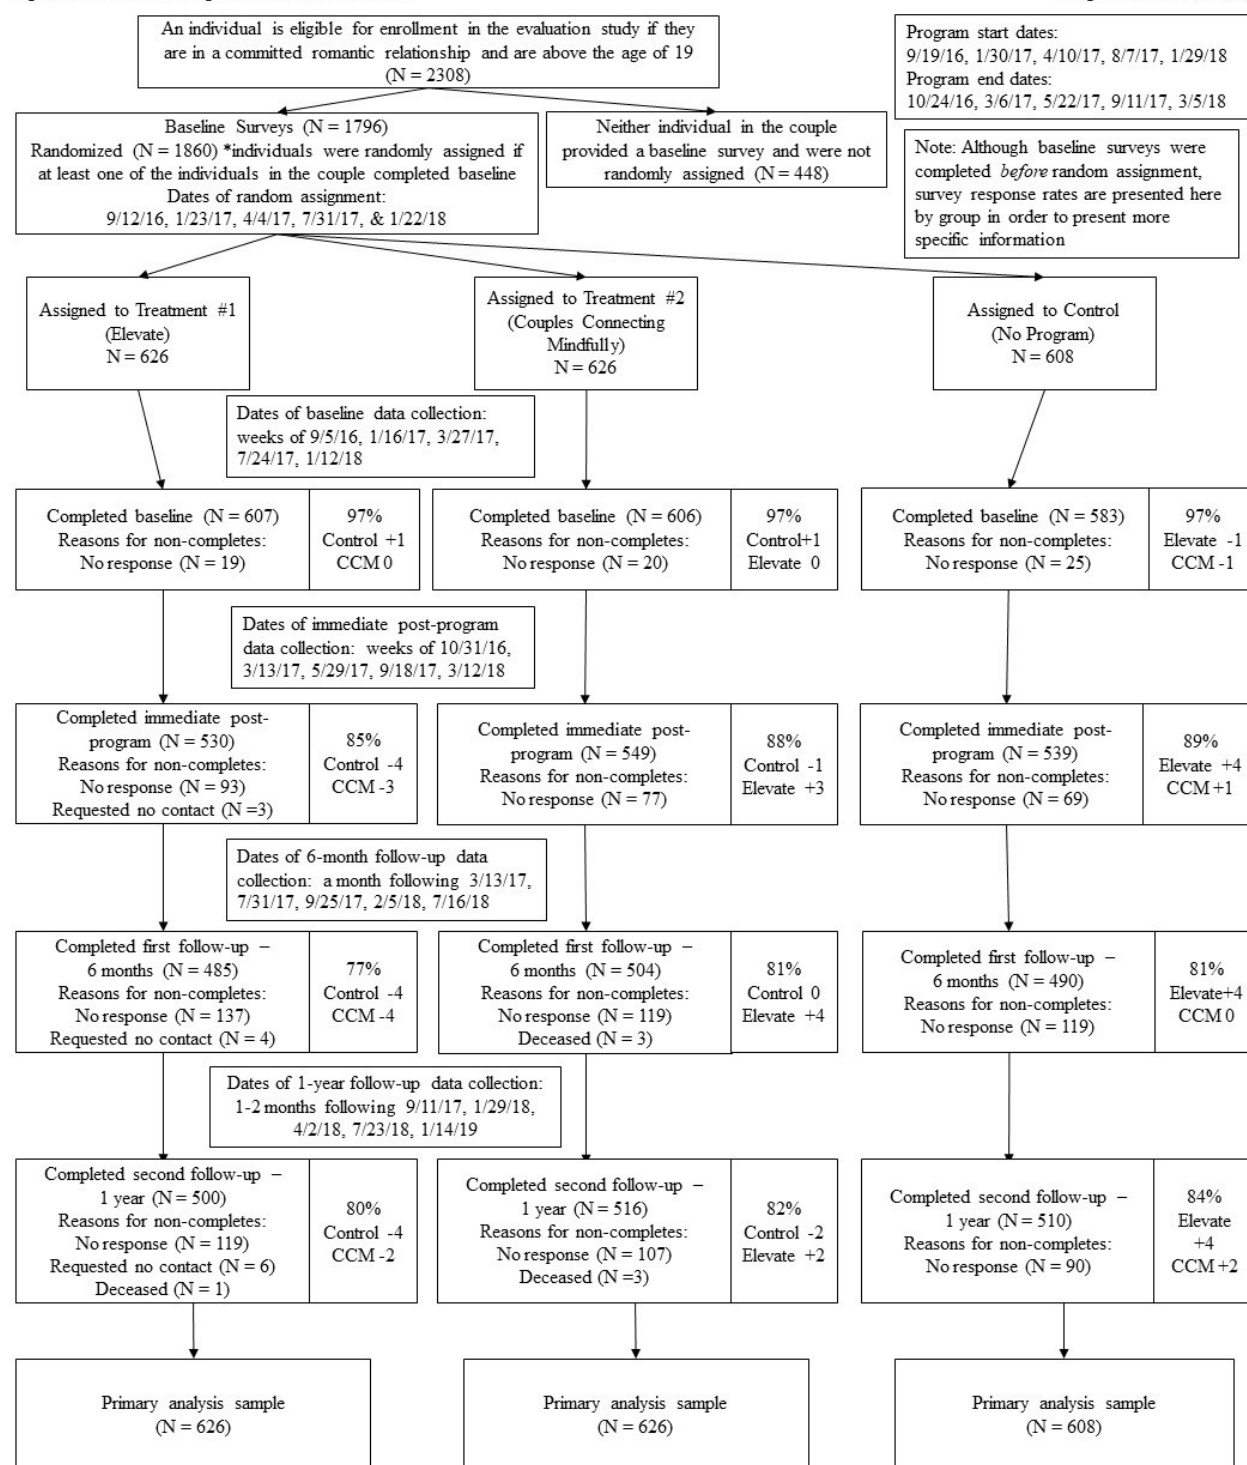 An individual is eligible for enrollment in the evaluation study if they
are in a committed romantic relationship and are above the age of 19
(N = 2308)
Program start dates:
9/19/16, 1/30/17, 4/10/17, 8/7/17, 1/29/18
Program end dates:
10/24/16, 3/6/17, 5/22/17, 9/11/17, 3/5/18
Baseline Surveys (N = 1796)
Randomized (N = 1860) *individuals were randomly assigned if
at least one of the individuals in the couple completed baseline
Dates of random assignment:
9/12/16, 1/23/17, 4/4/17, 7/31/17, & 1/22/18
Neither individual in the couple
provided a baseline survey and were not
randomly assigned (N = 448)
Note: Although baseline surveys were
completed before random assignment,
survey response rates are presented here
by group in order to present more
specific information
Assigned to Treatment #1
(Elevate)
N = 626
Assigned to Treatment #2
(Couples Connecting
Mindfully)
N = 626
Assigned to Control
(No Program)
N = 608
Dates of baseline data collection:
weeks of 9/5/16, 1/16/17, 3/27/17,
7/24/17, 1/12/18
Completed baseline (N = 607)
Reasons for non-completes:
No response (N = 19)
97%
Control +1
CCM 0
Completed baseline (N = 606)
Reasons for non-completes:
No response (N = 20)
97%
Control+1
Elevate 0
Completed baseline (N = 583)
Reasons for non-completes:
No response (N = 25)
97%
Elevate -1
CCM -1
Dates of immediate post-program
data collection: weeks of 10/31/16,
3/13/17, 5/29/17, 9/18/17, 3/12/18
Completed immediate post-
program (N = 530)
Reasons for non-completes:
No response (N = 93)
Requested no contact (N =3)
85%
Control -4
CCM -3
Completed immediate post-
program (N = 549)
Reasons for non-completes:
No response (N = 77)
88%
Control -1
Elevate +3
Completed immediate post-
program (N = 539)
Reasons for non-completes:
No response (N = 69)
89%
Elevate +4
CCM +1
Dates of 6-month follow-up data
collection: a month following 3/13/17,
7/31/17, 9/25/17, 2/5/18, 7/16/18
Completed first follow-up –
6 months (N = 485)
Reasons for non-completes:
No response (N = 137)
Requested no contact (N = 4)
77%
Control -4
CCM -4
Completed first follow-up –
6 months (N = 504)
Reasons for non-completes:
No response (N = 119)
Deceased (N = 3)
81%
Control 0
Elevate +4
Completed first follow-up –
6 months (N = 490)
Reasons for non-completes:
No response (N = 119)
81%
Elevate+4
CCM 0
Dates of 1-year follow-up data collection:
1-2 months following 9/11/17, 1/29/18,
4/2/18, 7/23/18, 1/14/19
Completed second follow-up –
1 year (N = 500)
Reasons for non-completes:
No response (N = 119)
Requested no contact (N = 6)
Deceased (N = 1)
80%
Control -4
CCM -2
Completed second follow-up –
1 year (N = 516)
Reasons for non-completes:
No response (N = 107)
Deceased (N =3)
82%
Control -2
Elevate +2
Completed second follow-up –
1 year (N = 510)
Reasons for non-completes:
No response (N = 90)
84%
Elevate
+4
CCM +2
Primary analysis sample
(N = 626)
Primary analysis sample
(N = 626)
Primary analysis sample
(N = 608)